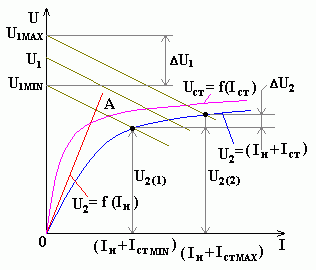 U
U1MAX
U1
U1MIN
ΔU1
UСТ=f(IСТ)
ΔU2
A
U2=(IН+IСТ)
U2(1)
U2(2)
U2=f(IН)
0
(IН+IСТMIN)
(IН+IСТMAX)
I